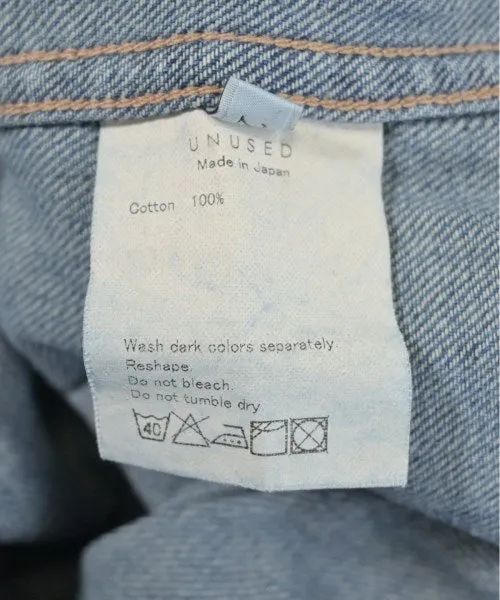 UNUSED
Made in Japan
Cotton 100%
Wash dark colors separately.
Reshape.
Do not bleach.
Do not tumble dry
40